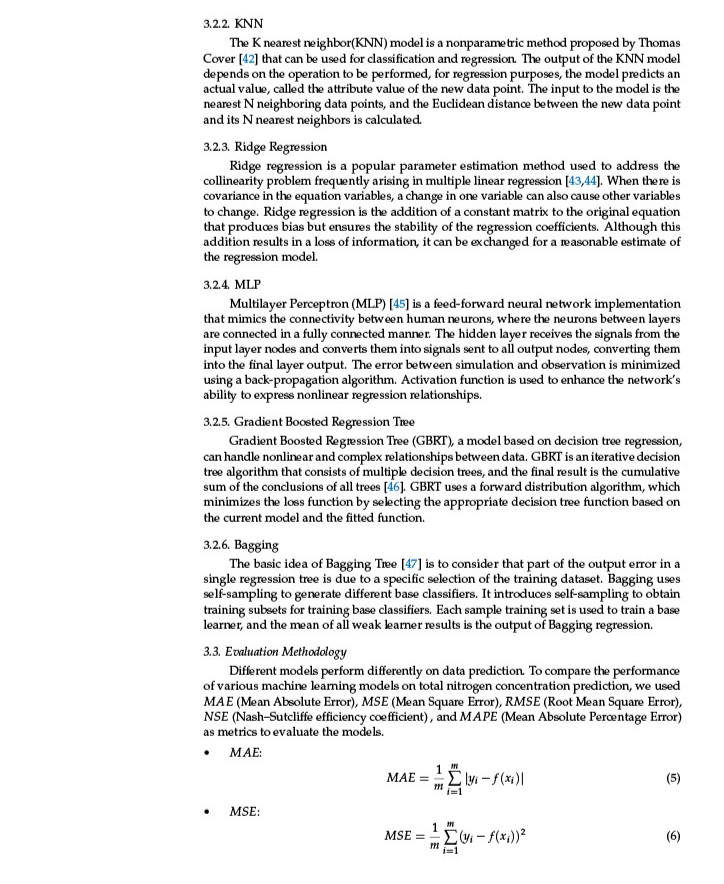 3.2.2. KNN
The K nearest neighbor(KNN) model is a nonparametric method proposed by Thomas
Cover [42] that can be used for classification and regression. The output of the KNN model
depends on the operation to be performed, for regression purposes, the model predicts an
actual value, called the attribute value of the new data point. The input to the model is the
nearest N neighboring data points, and the Euclidean distance between the new data point
and its N nearest neighbors is calculated.
3.2.3. Ridge Regression
Ridge regression is a popular parameter estimation method used to address the
collinearity problem frequently arising in multiple linear regression [43,44]. When there is
covariance in the equation variables, a change in one variable can also cause other variables
to change. Ridge regression is the addition of a constant matrix to the original equation
that produces bias but ensures the stability of the regression coefficients. Although this
addition results in a loss of information, it can be exchanged for a reasonable estimate of
the regression model.
3.2.4. MLP
Multilayer Perceptron (MLP) [45] is a feed-forward neural network implementation
that mimics the connectivity between human neurons, where the neurons between layers
are connected in a fully connected manner. The hidden layer receives the signals from the
input layer nodes and converts them into signals sent to all output nodes, converting them
into the final layer output. The error between simulation and observation is minimized
using a back-propagation algorithm. Activation function is used to enhance the network's
ability to express nonlinear regression relationships.
3.2.5. Gradient Boosted Regression Tree
Gradient Boosted Regression Tree (GBRT), a model based on decision tree regression,
can handle nonlinear and complex relationships between data. GBRT is an iterative decision
tree algorithm that consists of multiple decision trees, and the final result is the cumulative
sum of the conclusions of all trees [46]. GBRT uses a forward distribution algorithm, which
minimizes the loss function by selecting the appropriate decision tree function based on
the current model and the fitted function.
3.2.6. Bagging
The basic idea of Bagging Tree [47] is to consider that part of the output error in a
single regression tree is due to a specific selection of the training dataset. Bagging uses
self-sampling to generate different base classifiers. It introduces self-sampling to obtain
training subsets for training base classifiers. Each sample training set is used to train a base
learner, and the mean of all weak learner results is the output of Bagging regression.
3.3. Evaluation Methodology
Different models perform differently on data prediction. To compare the performance
of various machine learning models on total nitrogen concentration prediction, we used
MAE (Mean Absolute Error), MSE (Mean Square Error), RMSE (Root Mean Square Error),
NSE (Nash–Sutcliffe efficiency coefficient), and MAPE (Mean Absolute Percentage Error)
as metrics to evaluate the models.
• MAE:
MAE = 1/m ∑_{i=1}^{m} |y_i − f(x_i)| (5)
• MSE:
MSE = 1/m ∑_{i=1}^{m} (y_i − f(x_i))² (6)